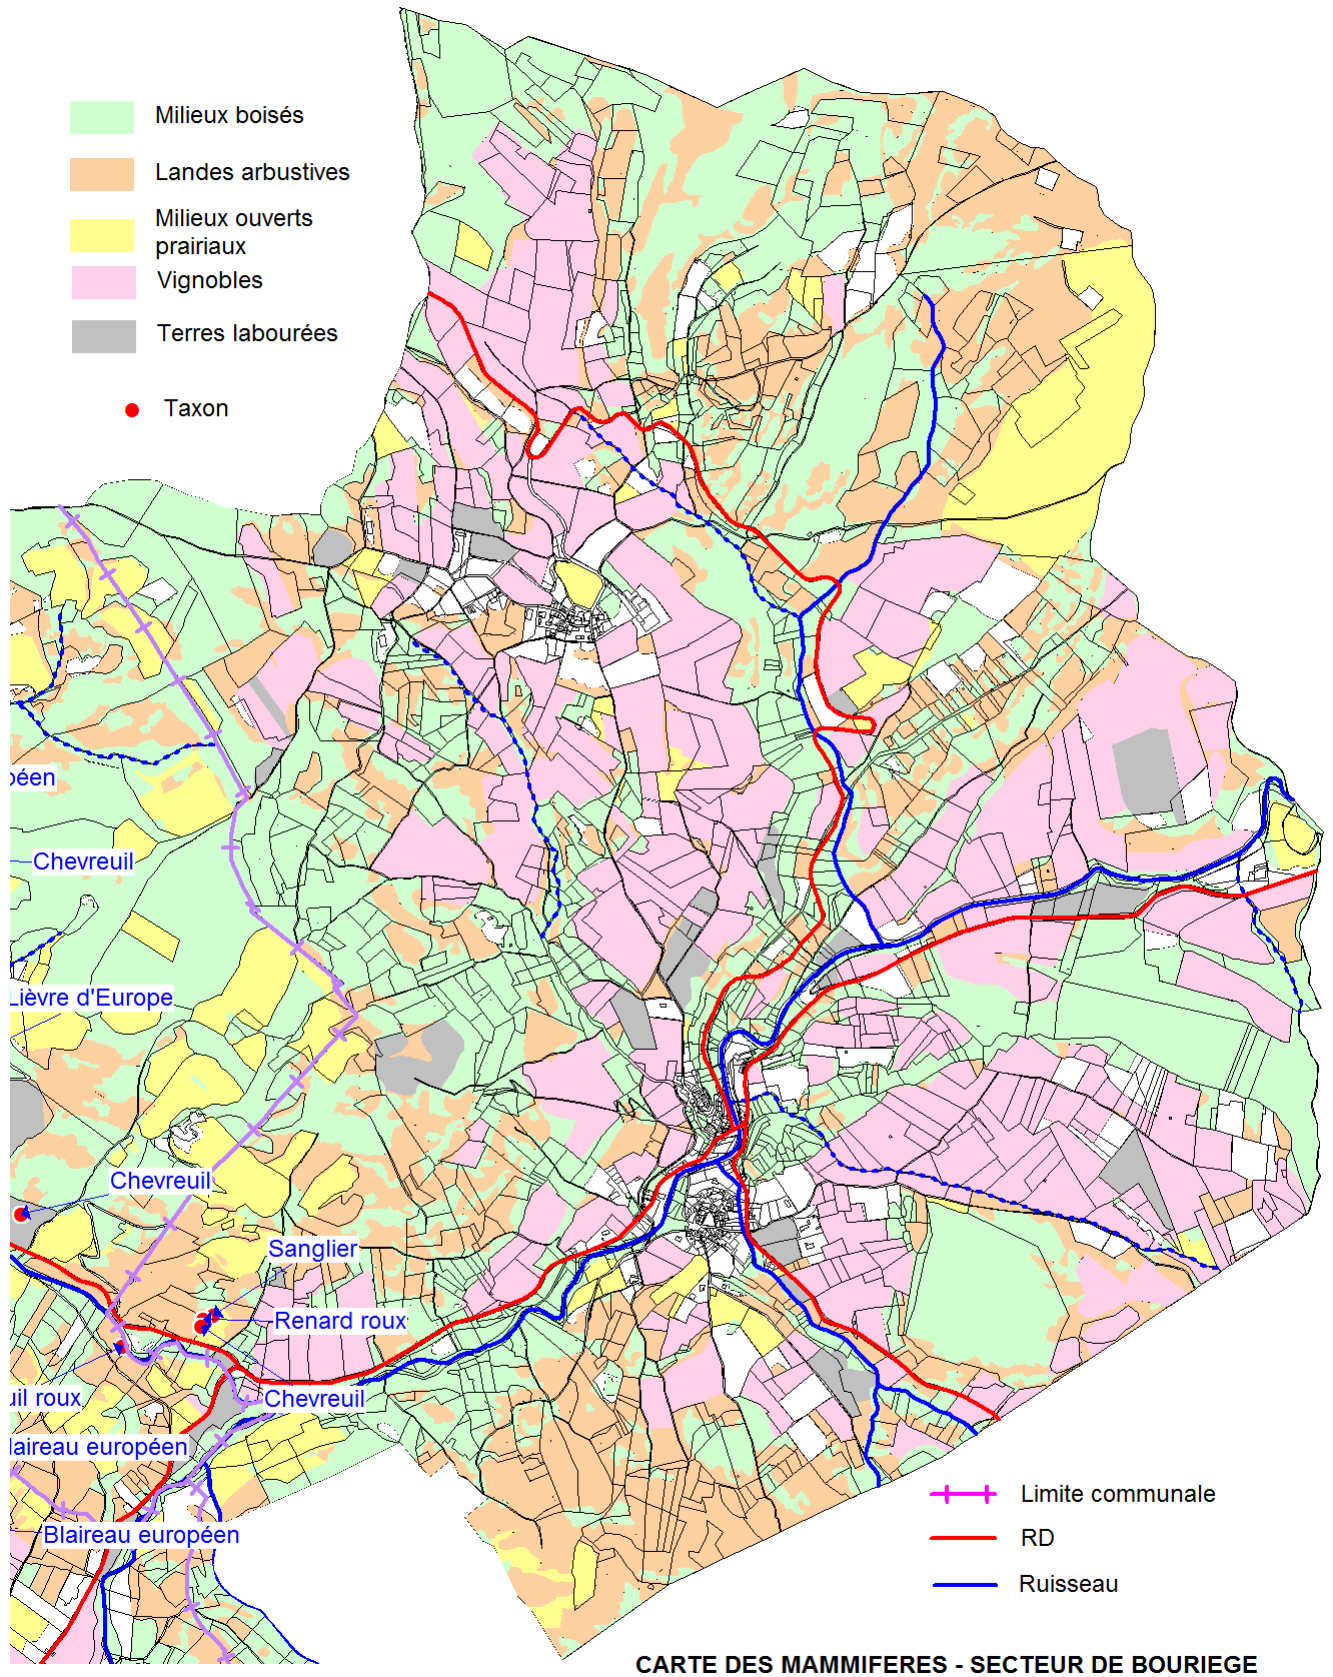 Milieux boisés
Landes arbustives
Milieux ouverts
prairiaux
Vignobles
Terres labourées
Taxon
péen
Chevreuil
Lièvre d'Europe
Chevreuil
Sanglier
Renard roux
uil roux
Chevreuil
laireau européen
Blaireau européen
Limite communale
RD
Ruisseau
CARTE DES MAMMIFERES - SECTEUR DE BOURIEGE